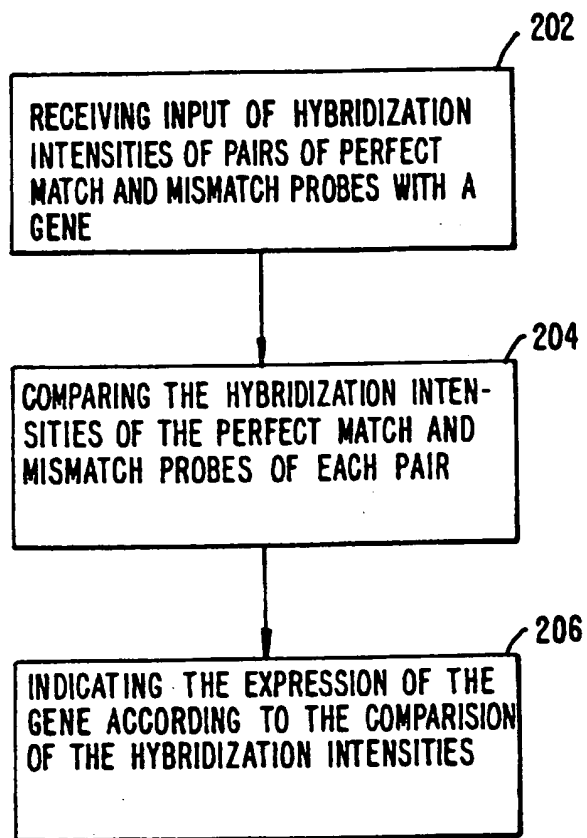 202
RECEIVING INPUT OF HYBRIDIZATION
INTENSITIES OF PAIRS OF PERFECT
MATCH AND MISMATCH PROBES WITH A
GENE
204
COMPARING THE HYBRIDIZATION INTEN-
SITIES OF THE PERFECT MATCH AND
MISMATCH PROBES OF EACH PAIR
206
INDICATING THE EXPRESSION OF THE
GENE ACCORDING TO THE COMPARISION
OF THE HYBRIDIZATION INTENSITIES